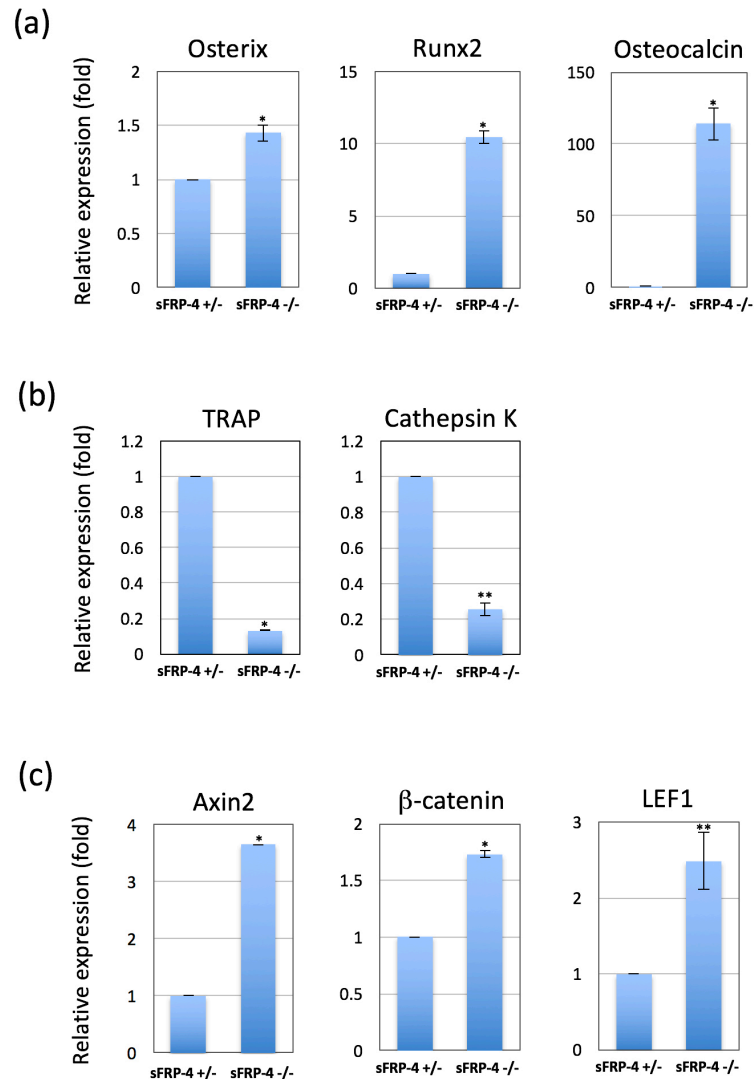 (a)
Osterix
Runx2
Osteocalcin
Relative expression (fold)
2
1.5
1
0.5
0
*
sFRP-4 +/- sFRP-4 -/-
15
10
5
0
*
sFRP-4 +/- sFRP-4 -/-
150
100
50
0
*
sFRP-4 +/- sFRP-4 -/-
(b)
TRAP
Cathepsin K
Relative expression (fold)
1.2
1
0.8
0.6
0.4
0.2
0
*
sFRP-4 +/- sFRP-4 -/-
1.2
1
0.8
0.6
0.4
0.2
0
**
sFRP-4 +/- sFRP-4 -/-
(c)
Axin2
β-catenin
LEF1
Relative expression (fold)
4
3
2
1
0
*
sFRP-4 +/- sFRP-4 -/-
2
1.5
1
0.5
0
*
sFRP-4 +/- sFRP-4 -/-
3
2
1
0
**
sFRP-4 +/- sFRP-4 -/-